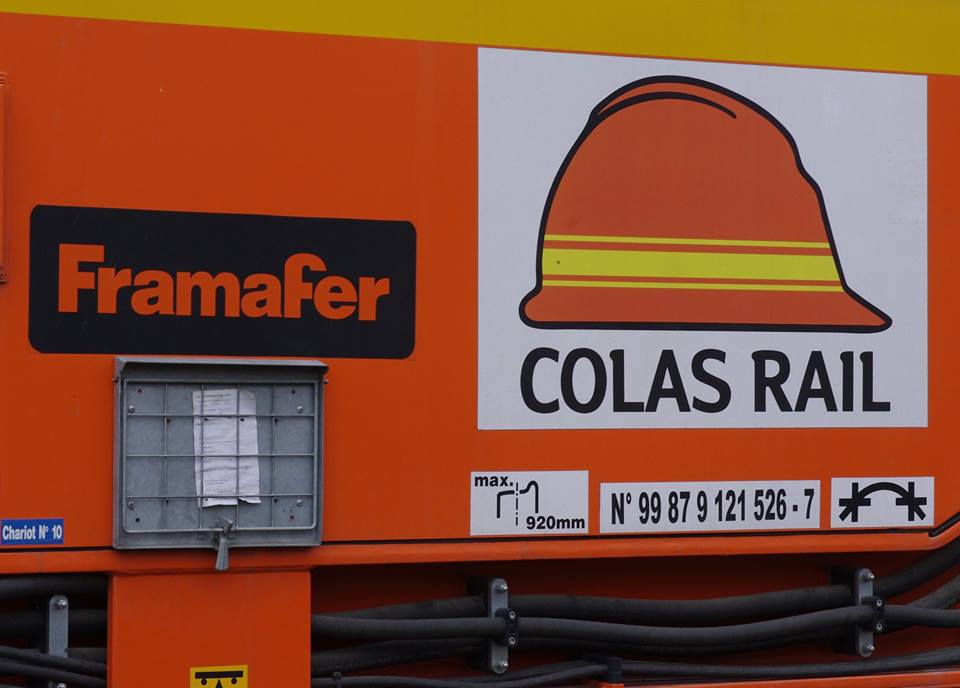 Framafer
COLAS RAIL
max.
920mm
N° 99 87 9 121 526 - 7
Chariot N° 10